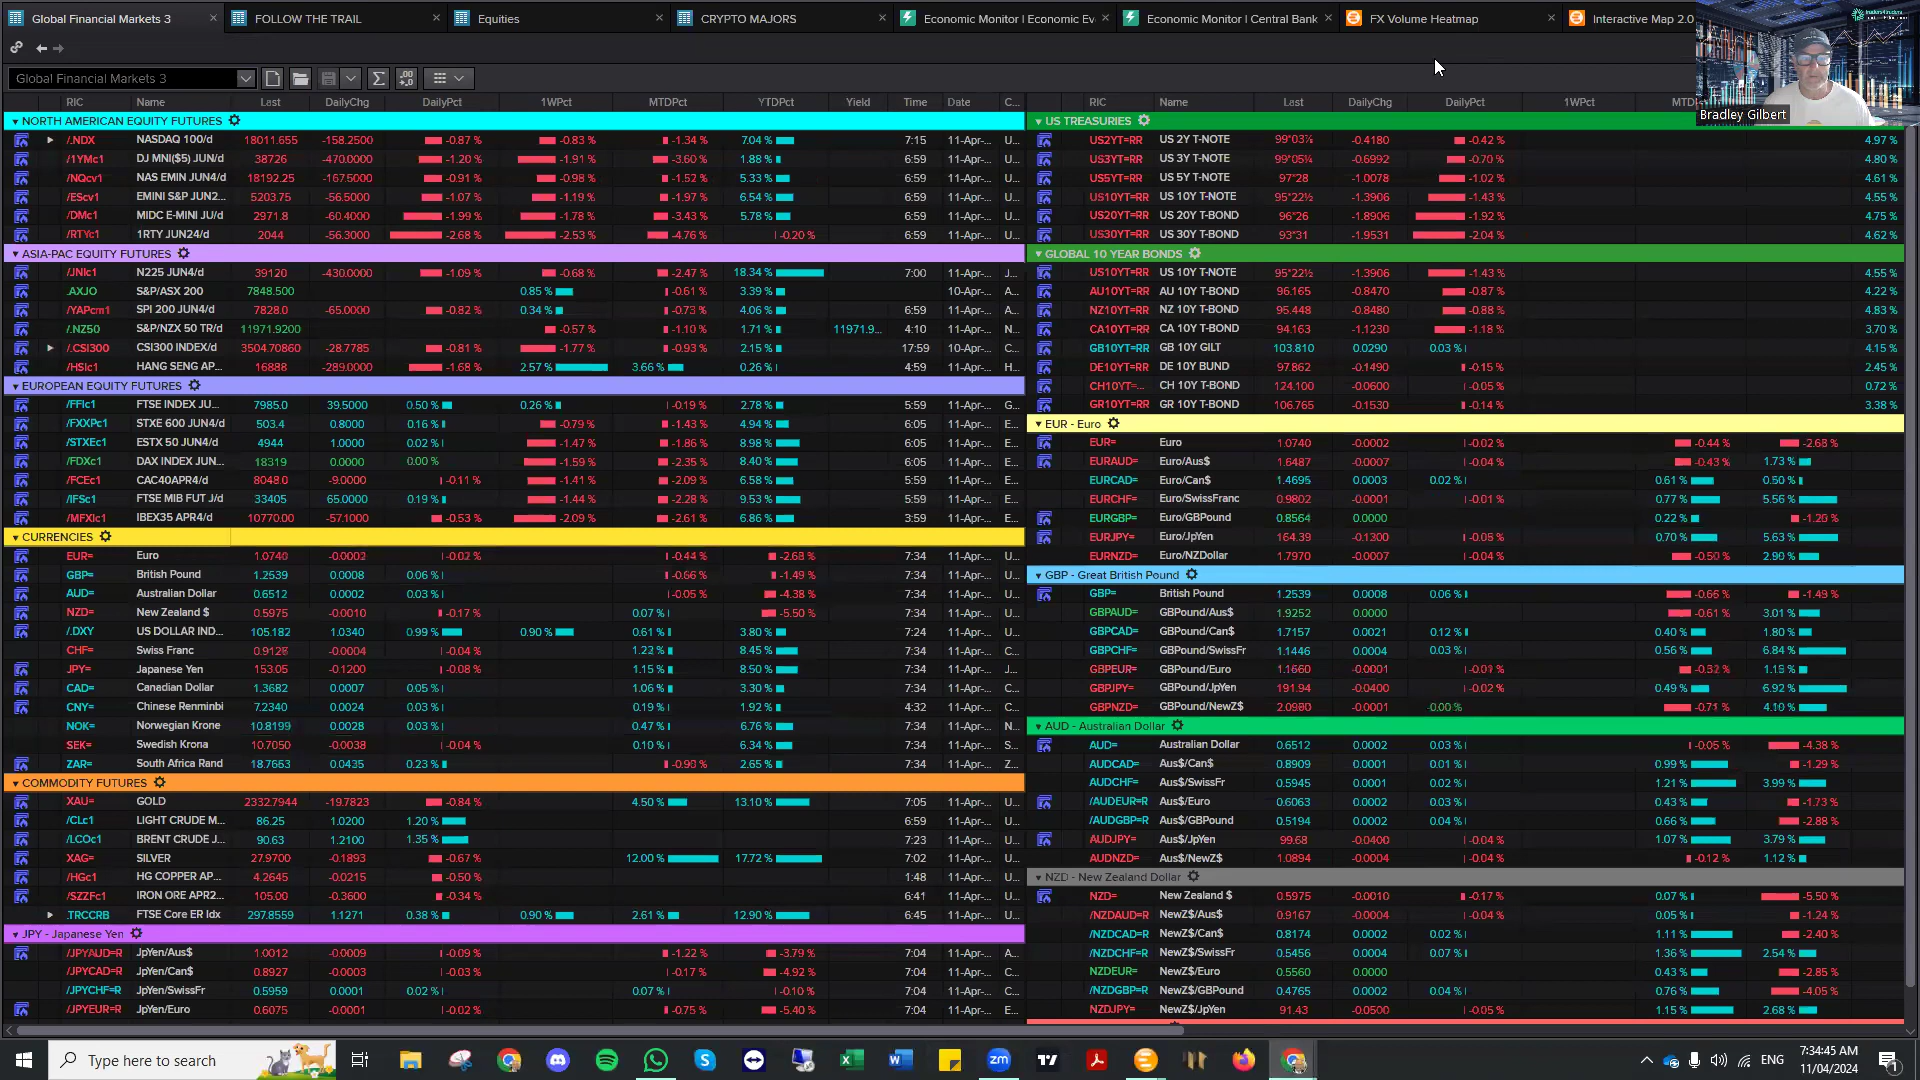 Global Financial Markets 3 FOLLOW THE TRAIL Equities CRYPTO MAJORS Economic Monitor | Economic Ev Economic Monitor | Central Bank FX Volume Heatmap Interactive Map 2.0
Global Financial Markets 3
Bradley Gilbert
RIC Name Last DailyChg DailyPct 1WPct MTDPct YTDPct Yield Time Date C...
NORTH AMERICAN EQUITY FUTURES
/.NDX NASDAQ 100/d 18011.655 -158.2500 -0.87 % -0.83 % -1.34 % 7.04 % 7:15 11-Apr-... U...
/1YMc1 DJ MNI($5) JUN/d 38726 -470.0000 -1.20 % -1.91 % -3.60 % 1.88 % 6:59 11-Apr-... U...
/NQcv1 NAS EMIN JUN4/d 18192.25 -167.5000 -0.91 % -0.98 % -1.52 % 5.33 % 6:59 11-Apr-... U...
/EScv1 EMINI S&P JUN2... 5203.75 -56.5000 -1.07 % -1.19 % -1.97 % 6.54 % 6:59 11-Apr-... U...
/DMc1 MIDC E-MINI JU/d 2971.8 -60.4000 -1.99 % -1.78 % -3.43 % 5.78 % 6:59 11-Apr-... U...
/RTYc1 1RTY JUN24/d 2044 -56.3000 -2.68 % -2.53 % -4.76 % -0.20 % 6:59 11-Apr-... U...
ASIA-PAC EQUITY FUTURES
/JNIc1 N225 JUN4/d 39120 -430.0000 -1.09 % -0.68 % -2.47 % 18.34 % 7:00 11-Apr-... J...
.AXJO S&P/ASX 200 7848.500 0.85 % -0.61 % 3.39 % 10-Apr-... A...
/YAPcm1 SPI 200 JUN4/d 7828.0 -65.0000 -0.82 % 0.34 % -0.73 % 4.06 % 6:59 11-Apr-... A...
/.NZ50 S&P/NZX 50 TR/d 11971.9200 -0.57 % -1.10 % 1.71 % 11971.9... 4:10 11-Apr-... N...
/.CSI300 CSI300 INDEX/d 3504.70860 -28.7785 -0.81 % -1.77 % -0.93 % 2.15 % 17:59 10-Apr-... C...
/HSIc1 HANG SENG AP... 16888 -289.0000 -1.68 % 2.57 % 3.66 % 0.26 % 4:59 11-Apr-... H...
EUROPEAN EQUITY FUTURES
/FFIc1 FTSE INDEX JU... 7985.0 39.5000 0.50 % 0.26 % -0.19 % 2.78 % 5:59 11-Apr-... G...
/FXXPc1 STXE 600 JUN4/d 503.4 0.8000 0.16 % -0.79 % -1.43 % 4.94 % 6:05 11-Apr-... E...
/STXEc1 ESTX 50 JUN4/d 4944 1.0000 0.02 % -1.47 % -1.86 % 8.98 % 6:05 11-Apr-... E...
/FDXc1 DAX INDEX JUN... 18319 0.0000 0.00 % -1.59 % -2.35 % 8.40 % 6:05 11-Apr-... E...
/FCEc1 CAC40APR4/d 8048.0 -9.0000 -0.11 % -1.41 % -2.09 % 6.58 % 5:59 11-Apr-... E...
/IFSc1 FTSE MIB FUT J/d 33405 65.0000 0.19 % -1.44 % -2.28 % 9.53 % 5:59 11-Apr-... E...
/MFXIc1 IBEX35 APR4/d 10770.00 -57.1000 -0.53 % -2.09 % -2.61 % 6.86 % 3:59 11-Apr-... E...
CURRENCIES
EUR= Euro 1.0740 -0.0002 -0.02 % -0.44 % -2.68 % 7:34 11-Apr-... U...
GBP= British Pound 1.2539 0.0008 0.06 % -0.66 % -1.49 % 7:34 11-Apr-... U...
AUD= Australian Dollar 0.6512 0.0002 0.03 % -0.05 % -4.38 % 7:34 11-Apr-... U...
NZD= New Zealand $ 0.5975 -0.0010 -0.17 % 0.07 % -5.50 % 7:34 11-Apr-... U...
/.DXY US DOLLAR IND... 105.182 1.0340 0.99 % 0.90 % 0.61 % 3.80 % 7:24 11-Apr-... U...
CHF= Swiss Franc -0.0004 -0.04 % 1.22 % 8.45 % 7:34 11-Apr-... C...
JPY= Japanese Yen 153.05 -0.1200 -0.08 % 1.15 % 8.50 % 7:34 11-Apr-... J...
CAD= Canadian Dollar 1.3682 0.0007 0.05 % 1.06 % 3.30 % 7:34 11-Apr-... C...
CNY= Chinese Renminbi 7.2340 0.0024 0.03 % 0.19 % 1.92 % 4:32 11-Apr-... C...
NOK= Norwegian Krone 10.8199 0.0028 0.03 % 0.47 % 6.76 % 7:34 11-Apr-... N...
SEK= Swedish Krona 10.7050 -0.0038 -0.04 % 0.10 % 6.34 % 7:34 11-Apr-... S...
ZAR= South Africa Rand 18.7663 0.0435 0.23 % -0.90 % 2.65 % 7:34 11-Apr-... Z...
COMMODITY FUTURES
XAU= GOLD 2332.7944 -19.7823 -0.84 % 4.50 % 13.10 % 7:05 11-Apr-... U...
/CLc1 LIGHT CRUDE M... 86.25 1.0200 1.20 % 6:59 11-Apr-... U...
/LCOc1 BRENT CRUDE J... 90.63 1.2100 1.35 % 7:23 11-Apr-... U...
XAG= SILVER 27.9700 -0.1893 -0.67 % 12.00 % 17.72 % 7:02 11-Apr-... U...
/HGc1 HG COPPER AP... 4.2645 -0.0215 -0.50 % 1:48 11-Apr-... U...
/SZZFc1 IRON ORE APR2... 105.00 -0.3600 -0.34 % 6:41 11-Apr-... U...
.TRCCRB FTSE Core ER Idx 297.8559 1.1271 0.38 % 0.90 % 2.61 % 12.90 % 6:45 11-Apr-... U...
JPY - Japanese Yen
/JPYAUD=R JpYen/Aus$ 1.0012 -0.0009 -0.09 % -1.22 % -3.79 % 7:04 11-Apr-... A...
/JPYCAD=R JpYen/Can$ 0.8927 -0.0003 -0.03 % -0.17 % -4.92 % 7:04 11-Apr-... C...
/JPYCHF=R JpYen/SwissFr 0.5959 0.0001 0.02 % 0.07 % -0.10 % 7:04 11-Apr-... C...
/JPYEUR=R JpYen/Euro 0.6075 -0.0001 -0.02 % -0.75 % -5.40 % 7:04 11-Apr-... E...
RIC Name Last DailyChg DailyPct 1WPct MTD
US TREASURIES
US2YT=RR US 2Y T-NOTE 99*03⅞ -0.4180 -0.42 % 4.97 %
US3YT=RR US 3Y T-NOTE 99*05¼ -0.6992 -0.70 % 4.80 %
US5YT=RR US 5Y T-NOTE 97*28 -1.0078 -1.02 % 4.61 %
US10YT=RR US 10Y T-NOTE 95*22½ -1.3906 -1.43 % 4.55 %
US20YT=RR US 20Y T-BOND 96*26 -1.8906 -1.92 % 4.75 %
US30YT=RR US 30Y T-BOND 93*31 -1.9531 -2.04 % 4.62 %
GLOBAL 10 YEAR BONDS
US10YT=RR US 10Y T-NOTE 95*22½ -1.3906 -1.43 % 4.55 %
AU10YT=RR AU 10Y T-BOND 96.165 -0.8470 -0.87 % 4.22 %
NZ10YT=RR NZ 10Y T-BOND 95.448 -0.8480 -0.88 % 4.83 %
CA10YT=RR CA 10Y T-BOND 94.163 -1.1230 -1.18 % 3.70 %
GB10YT=RR GB 10Y GILT 103.810 0.0290 0.03 % 4.15 %
DE10YT=RR DE 10Y BUND 97.862 -0.1490 -0.15 % 2.45 %
CH10YT=... CH 10Y T-BOND 124.100 -0.0600 -0.05 % 0.72 %
GR10YT=RR GR 10Y T-BOND 106.765 -0.1530 -0.14 % 3.38 %
EUR - Euro
EUR= Euro 1.0740 -0.0002 -0.02 % -0.44 % -2.68 %
EURAUD= Euro/Aus$ 1.6487 -0.0007 -0.04 % -0.43 % 1.73 %
EURCAD= Euro/Can$ 1.4695 0.0003 0.02 % 0.61 % 0.50 %
EURCHF= Euro/SwissFranc 0.9802 -0.0001 -0.01 % 0.77 % 5.56 %
EURGBP= Euro/GBPound 0.8564 0.0000 0.22 % -1.20 %
EURJPY= Euro/JpYen 164.39 -0.1300 0.70 % 5.63 %
EURNZD= Euro/NZDollar 1.7970 -0.0007 -0.04 % -0.50 % 2.90 %
GBP - Great British Pound
GBP= British Pound 1.2539 0.0008 0.06 % -0.66 % -1.49 %
GBPAUD= GBPound/Aus$ 1.9252 0.0000 -0.61 % 3.01 %
GBPCAD= GBPound/Can$ 1.7157 0.0021 0.12 % 0.40 % 1.80 %
GBPCHF= GBPound/SwissFr 1.1446 0.0004 0.03 % 0.56 % 6.84 %
GBPEUR= GBPound/Euro 1.1660 -0.0001 -0.01 % -0.32 % 1.15 %
GBPJPY= GBPound/JpYen 191.94 -0.0400 -0.02 % 0.49 % 6.92 %
GBPNZD= GBPound/NewZ$ 2.0980 -0.0001 -0.00 % -0.71 % 4.10 %
AUD - Australian Dollar
AUD= Australian Dollar 0.6512 0.0002 0.03 % -0.05 % -4.38 %
AUDCAD= Aus$/Can$ 0.8909 0.0001 0.01 % 0.99 % -1.29 %
AUDCHF= Aus$/SwissFr 0.5945 0.0001 0.02 % 1.21 % 3.99 %
/AUDEUR=R Aus$/Euro 0.6063 0.0002 0.03 % 0.43 % -1.73 %
/AUDGBP=R Aus$/GBPound 0.5194 0.0002 0.04 % 0.66 % -2.88 %
AUDJPY= Aus$/JpYen 99.68 -0.0400 -0.04 % 1.07 % 3.79 %
AUDNZD= Aus$/NewZ$ 1.0894 -0.0004 -0.04 % -0.12 % 1.12 %
NZD - New Zealand Dollar
NZD= New Zealand $ 0.5975 -0.0010 -0.17 % 0.07 % -5.50 %
/NZDAUD=R NewZ$/Aus$ 0.9167 -0.0004 -0.04 % 0.05 % -1.24 %
/NZDCAD=R NewZ$/Can$ 0.8174 0.0002 0.02 % 1.11 % -2.40 %
/NZDCHF=R NewZ$/SwissFr 0.5456 0.0004 0.07 % 1.36 % 2.54 %
NZDEUR= NewZ$/Euro 0.5560 0.0000 0.43 % -2.85 %
/NZDGBP=R NewZ$/GBPound 0.4765 0.0002 0.04 % 0.76 % -4.05 %
NZDJPY= NewZ$/JpYen 91.43 -0.0500 -0.05 % 1.15 % 2.68 %
Type here to search
ENG
7:34:45 AM
11/04/2024